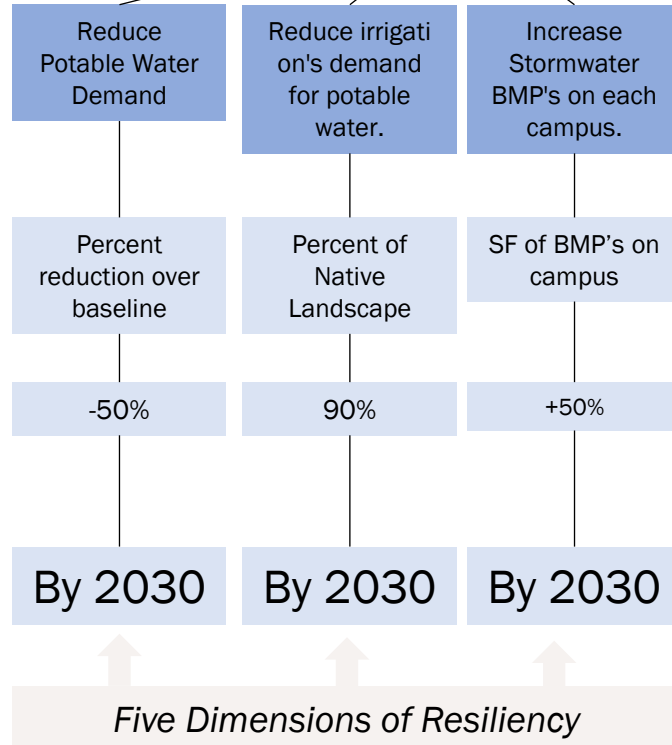 Reduce
Potable Water
Demand
Reduce irrigati
on's demand
for potable
water.
Increase
Stormwater
BMP's on each
campus.
Percent
reduction over
baseline
Percent of
Native
Landscape
SF of BMP’s on
campus
-50%
90%
+50%
By 2030
By 2030
By 2030
Five Dimensions of Resiliency